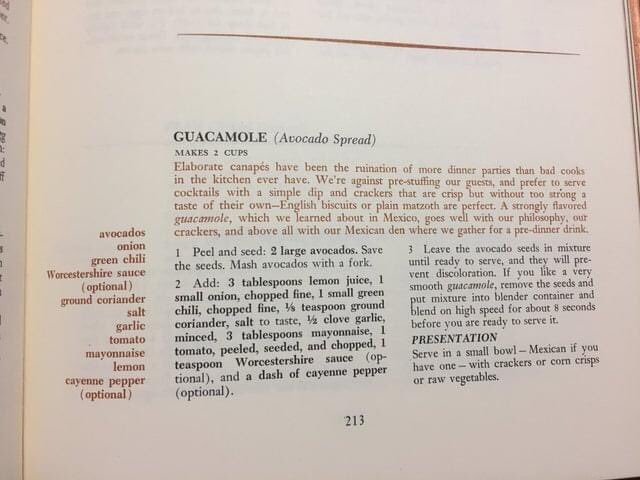 GUACAMOLE (Avocado Spread)
MAKES 2 CUPS
Elaborate canapés have been the ruination of more dinner parties than bad cooks
in the kitchen ever have. We're against pre-stuffing our guests, and prefer to serve
cocktails with a simple dip and crackers that are crisp but without too strong a
taste of their own—English biscuits or plain matzoth are perfect. A strongly flavored
guacamole, which we learned about in Mexico, goes well with our philosophy, our
crackers, and above all with our Mexican den where we gather for a pre-dinner drink.
avocados
onion
green chili
Worcestershire sauce
(optional)
ground coriander
salt
garlic
tomato
mayonnaise
lemon
cayenne pepper
(optional)
1 Peel and seed: 2 large avocados. Save
the seeds. Mash avocados with a fork.
2 Add: 3 tablespoons lemon juice, 1
small onion, chopped fine, 1 small green
chili, chopped fine, ⅛ teaspoon ground
coriander, salt to taste, ½ clove garlic,
minced, 3 tablespoons mayonnaise, 1
tomato, peeled, seeded, and chopped, 1
teaspoon Worcestershire sauce (op-
tional), and a dash of cayenne pepper
(optional).
3 Leave the avocado seeds in mixture
until ready to serve, and they will pre-
vent discoloration. If you like a very
smooth guacamole, remove the seeds and
put mixture into blender container and
blend on high speed for about 8 seconds
before you are ready to serve it.
PRESENTATION
Serve in a small bowl—Mexican if you
have one—with crackers or corn crisps
or raw vegetables.
213